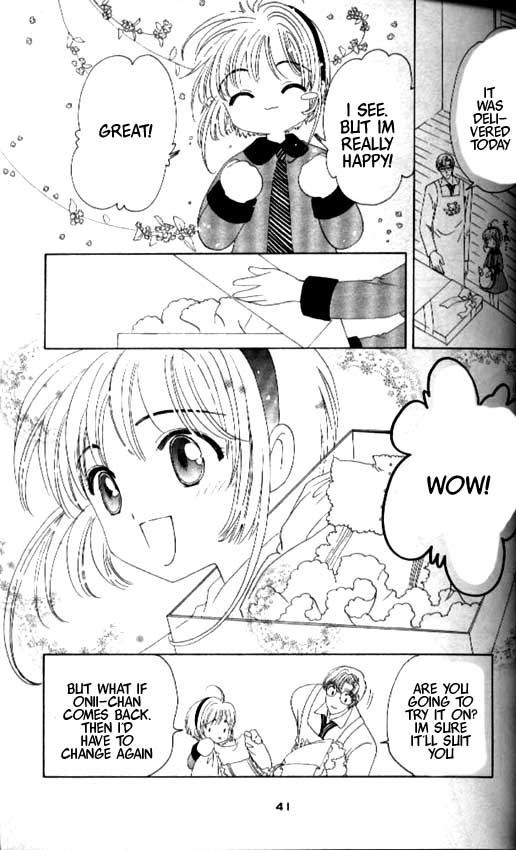 IT
WAS
DELI-
VERED
TODAY
I SEE.
BUT IM
REALLY
HAPPY!
GREAT!
WOW!
ARE YOU
GOING TO
TRY IT ON?
IM SURE
IT'LL SUIT
YOU
BUT WHAT IF
ONII-CHAN
COMES BACK.
THEN I'D
HAVE TO
CHANGE AGAIN
41